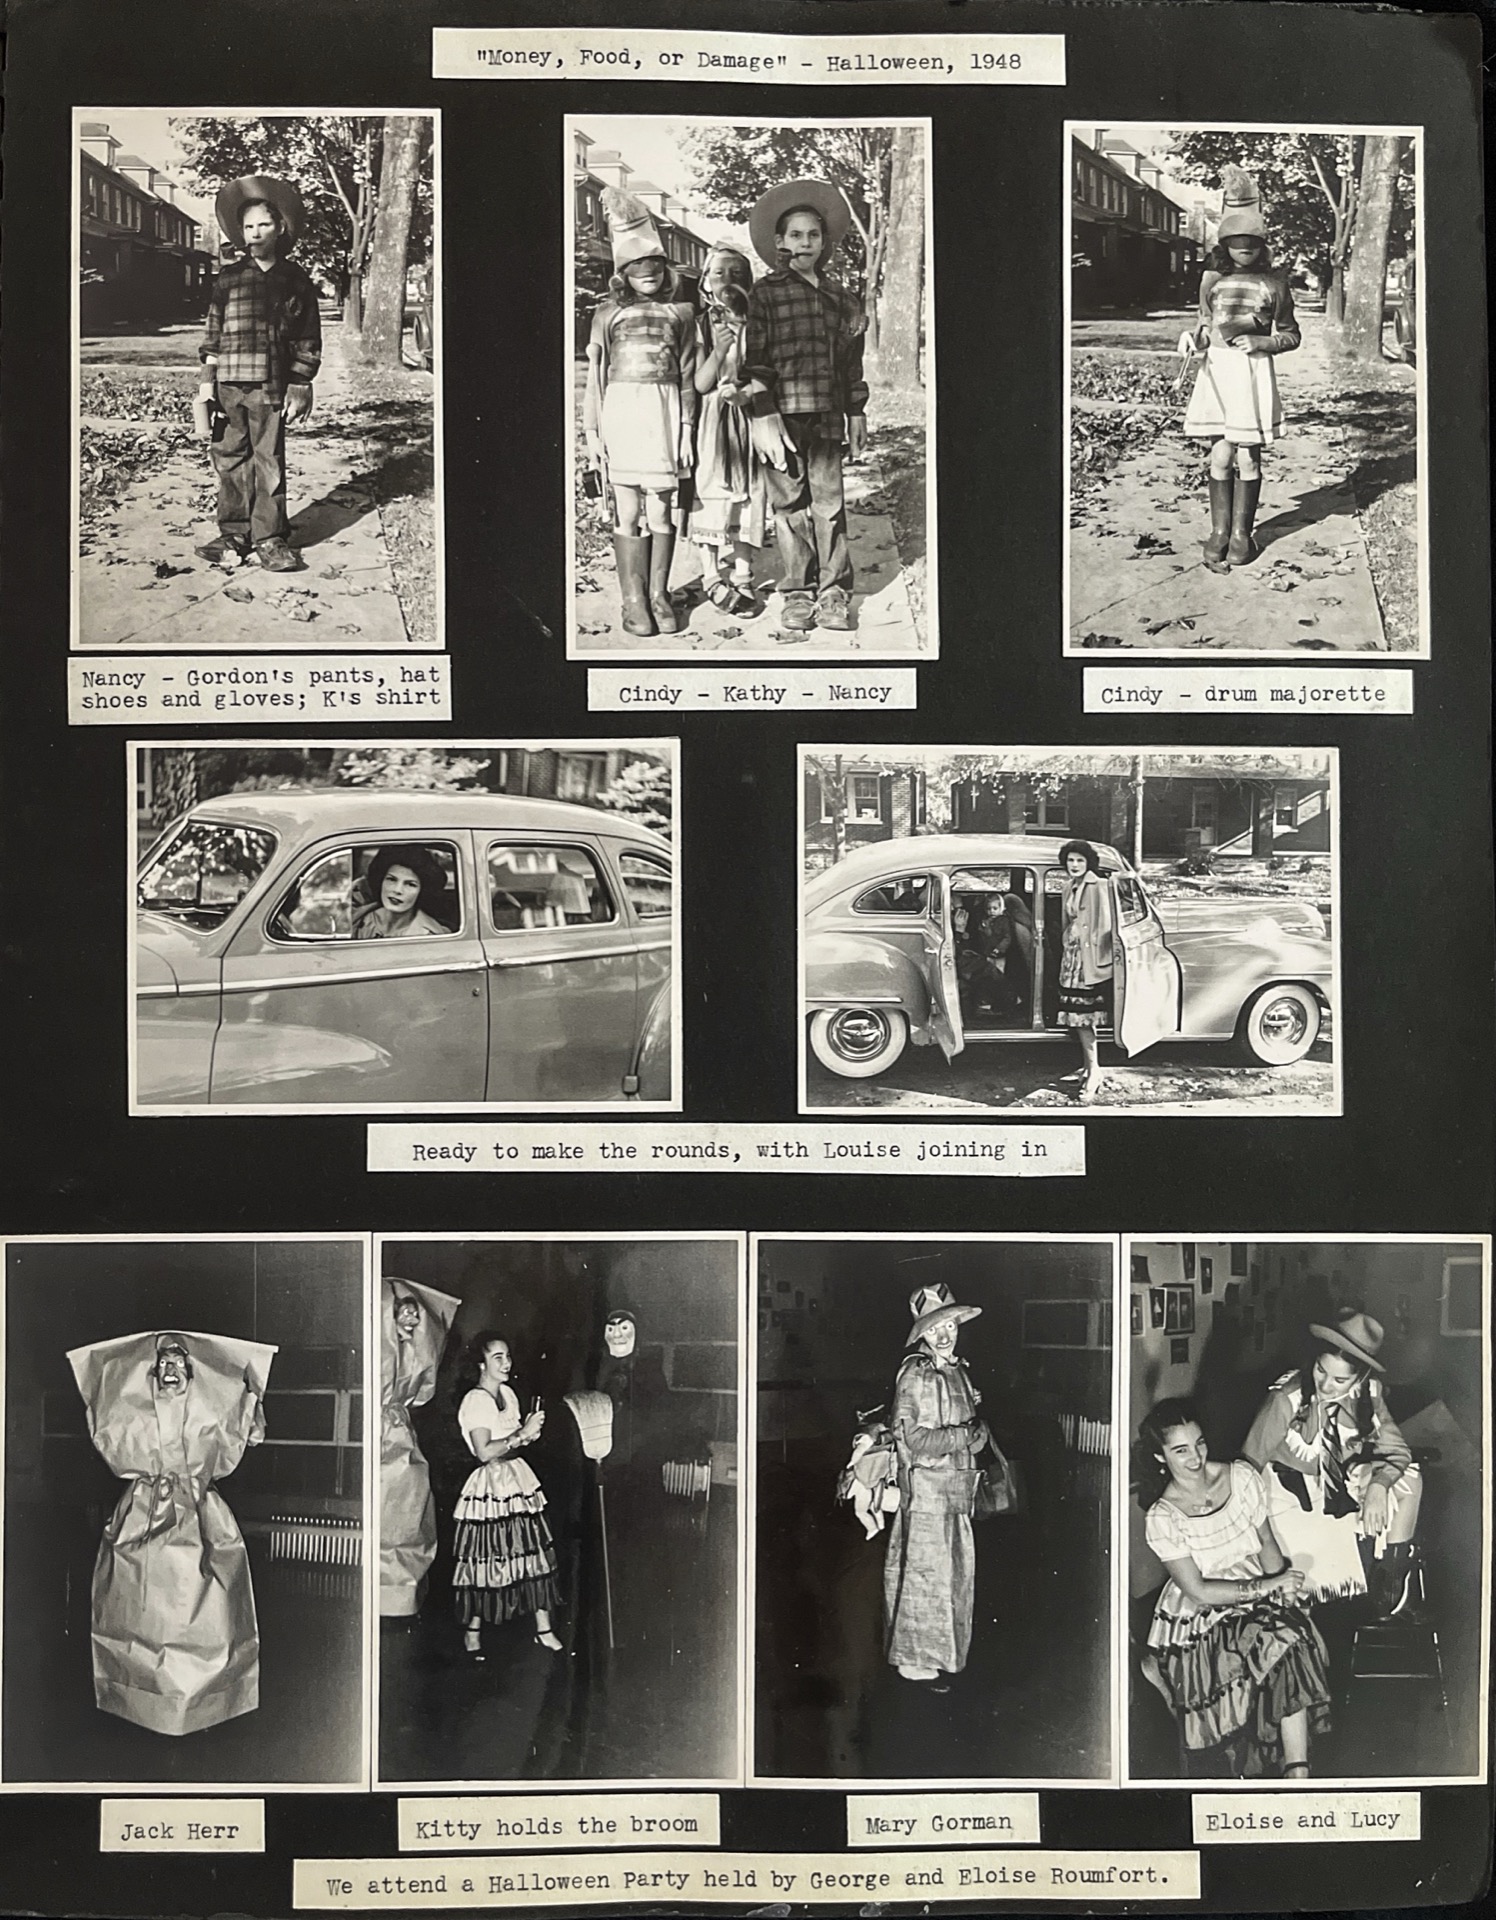 "Money, Food, or Damage" - Halloween, 1948
Nancy - Gordon's pants, hat
shoes and gloves; K's shirt
Cindy - Kathy - Nancy
Cindy - drum majorette
Ready to make the rounds, with Louise joining in
Jack Herr
Kitty holds the broom
Mary Gorman
Eloise and Lucy
We attend a Halloween Party held by George and Eloise Roumfort.